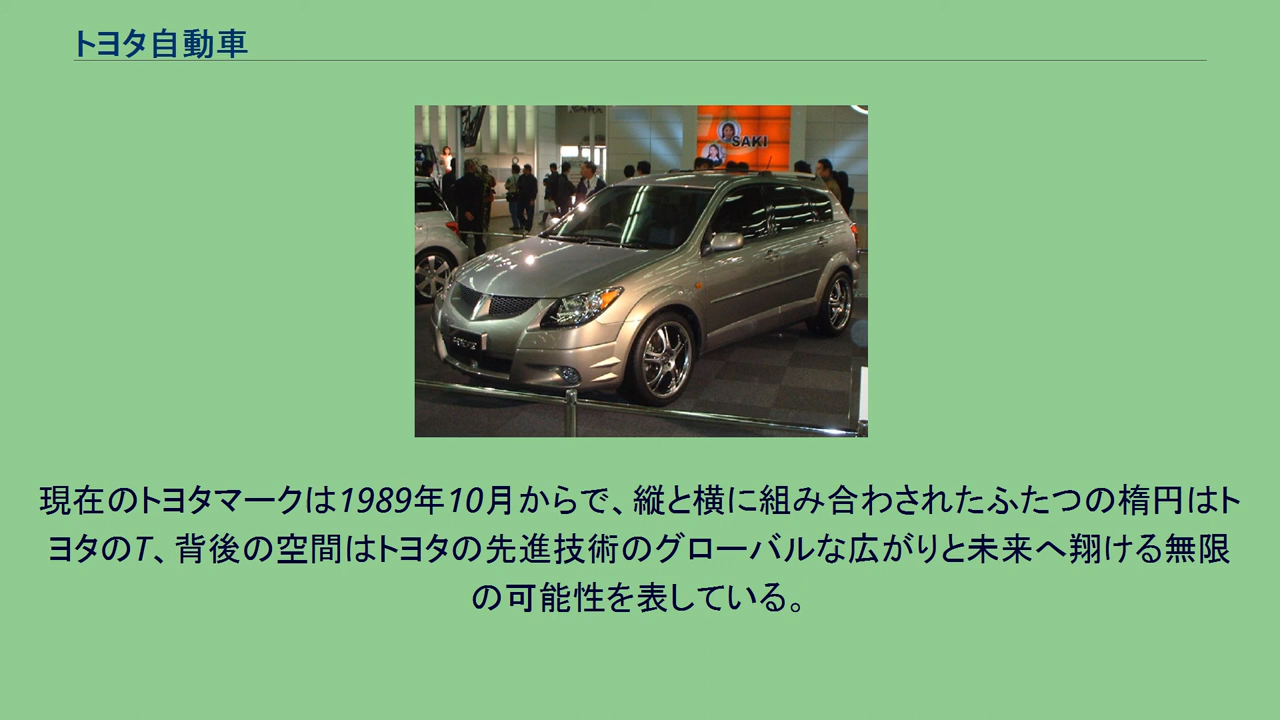 トヨタ自動車
SAKI
現在のトヨタマークは1989年10月からで、縦と横に組み合わされたふたつの楕円はト
ヨタのT、背後の空間はトヨタの先進技術のグローバルな広がりと未来へ翔ける無限
の可能性を表している。